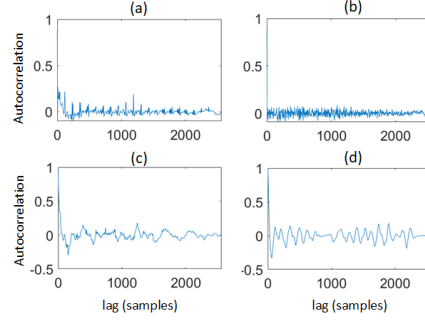 (a) (b)
Autocorrelation
1 1
0.5 0.5
0 0
0 1000 2000 0 1000 2000
(c) (d)
Autocorrelation
1 1
0.5 0.5
0 0
-0.5 -0.5
0 1000 2000 0 1000 2000
lag (samples) lag (samples)